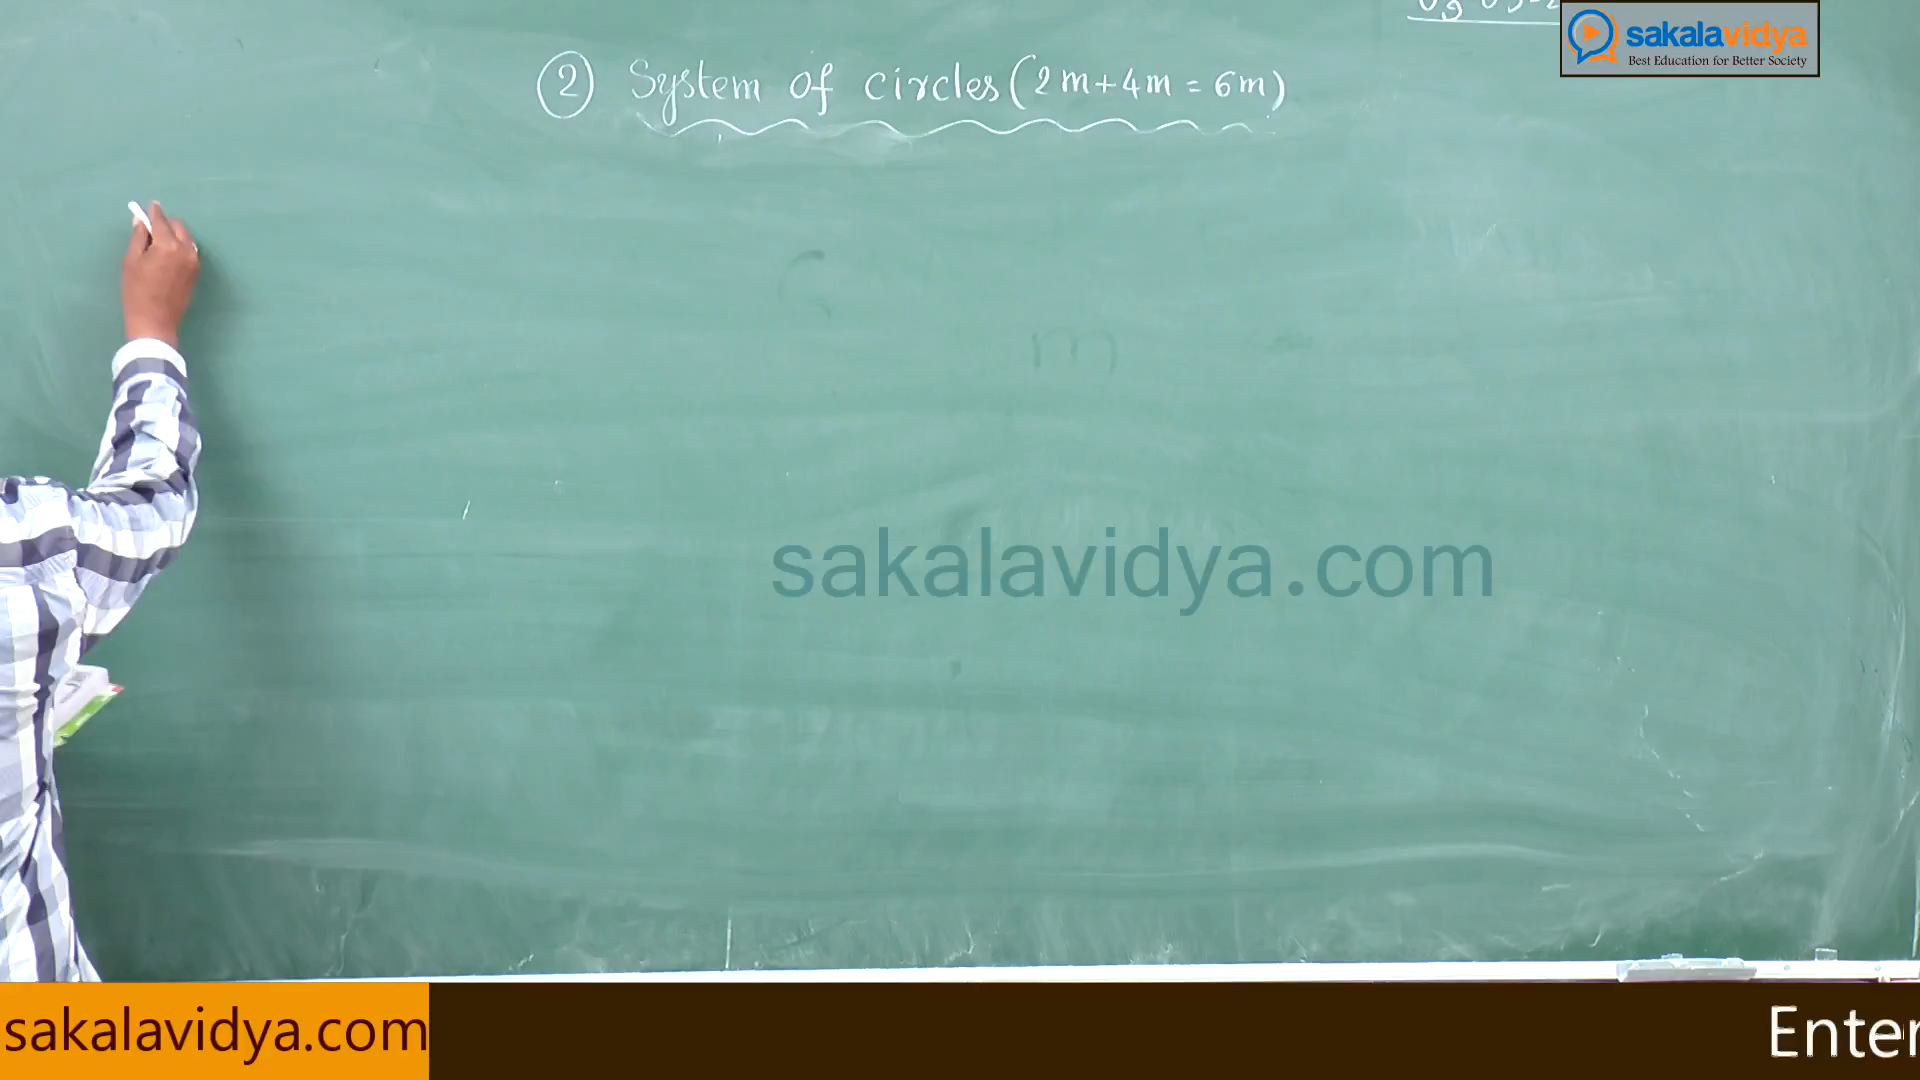 sakalavidya
Best Education for Better Society
② System of circles (2m+4m = 6m)
sakalavidya.com
sakalavidya.com
Enter